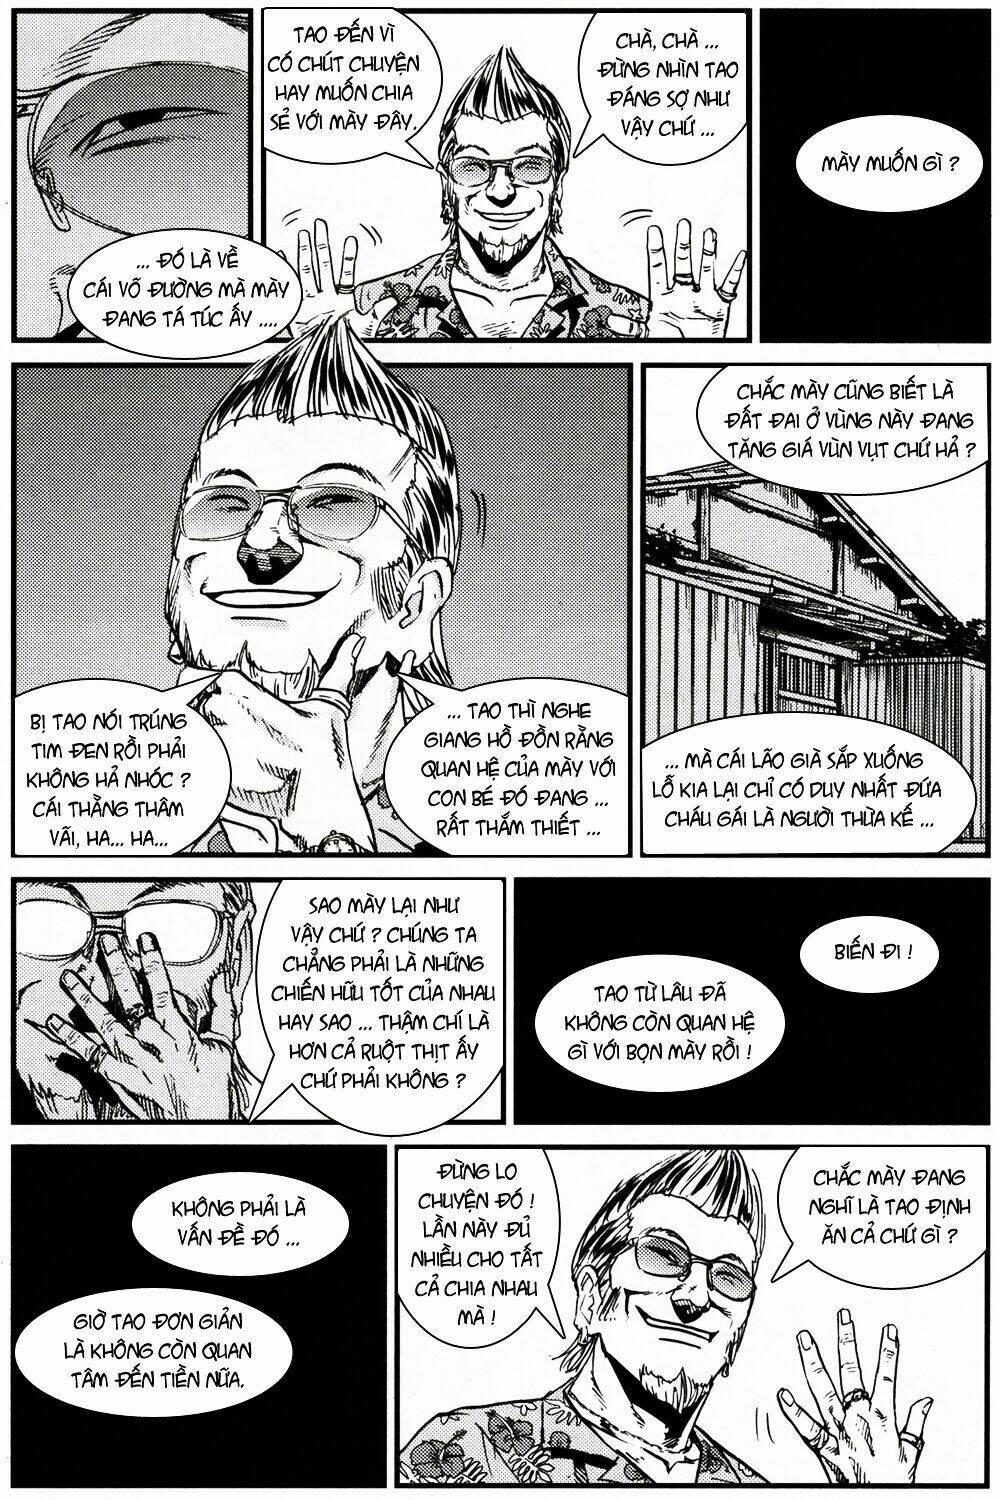 MÀY MUỐN GÌ ?
CHÀ, CHÀ ...
ĐỪNG NHÌN TAO
ĐÁNG SỢ NHƯ
VẬY CHỨ ...
TAO ĐẾN VÌ
CÓ CHÚT CHUYỆN
HAY MUỐN CHIA
SẺ VỚI MÀY ĐÂY.
... ĐÓ LÀ VỀ
CÁI VÕ ĐƯỜNG MÀ MÀY
ĐANG TÁ TÚC ẤY ....
CHẮC MÀY CŨNG BIẾT LÀ
ĐẤT ĐAI Ở VÙNG NÀY ĐANG
TĂNG GIÁ VÙN VỤT CHỨ HẢ ?
... MÀ CÁI LÃO GIÀ SẮP XUỐNG
LỖ KIA LẠI CHỈ CÓ DUY NHẤT ĐỨA
CHÁU GÁI LÀ NGƯỜI THỪA KẾ ...
... TAO THÌ NGHE
GIANG HỒ ĐỒN RẰNG
QUAN HỆ CỦA MÀY VỚI
CON BÉ ĐÓ ĐANG ...
RẤT THẮM THIẾT ...
BỊ TAO NÓI TRÚNG
TIM ĐEN RỒI PHẢI
KHÔNG HẢ NHÓC ?
CÁI THẰNG THÂM
VÃI, HA... HA...
BIẾN ĐI !
TAO TỪ LÂU ĐÃ
KHÔNG CÒN QUAN HỆ
GÌ VỚI BỌN MÀY RỒI !
SAO MÀY LẠI NHƯ
VẬY CHỨ ? CHÚNG TA
CHẲNG PHẢI LÀ NHỮNG
CHIẾN HỮU TỐT CỦA NHAU
HAY SAO ... THẬM CHÍ LÀ
HƠN CẢ RUỘT THỊT ẤY
CHỨ PHẢI KHÔNG ?
CHẮC MÀY ĐANG
NGHĨ LÀ TAO ĐỊNH
ĂN CẢ CHỨ GÌ ?
ĐỪNG LO
CHUYỆN ĐÓ !
LẦN NÀY ĐỦ
NHIỀU CHO TẤT
CẢ CHIA NHAU
MÀ !
KHÔNG PHẢI LÀ
VẤN ĐỀ ĐÓ ...
GIỜ TAO ĐƠN GIẢN
LÀ KHÔNG CÒN QUAN
TÂM ĐẾN TIỀN NỮA.